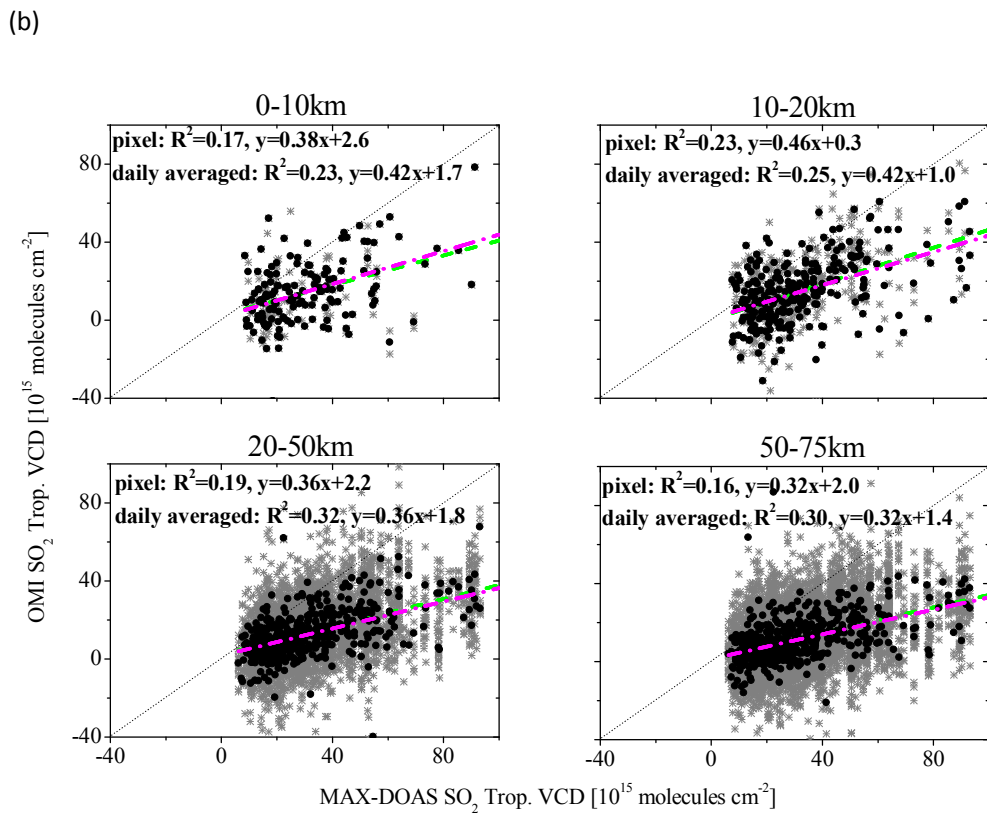 (b)
0-10km
pixel: R²=0.17, y=0.38x+2.6
daily averaged: R²=0.23, y=0.42x+1.7
80
40
0
-40
10-20km
pixel: R²=0.23, y=0.46x+0.3
daily averaged: R²=0.25, y=0.42x+1.0
20-50km
pixel: R²=0.19, y=0.36x+2.2
daily averaged: R²=0.32, y=0.36x+1.8
80
40
0
-40
-40 0 40 80
50-75km
pixel: R²=0.16, y=0.32x+2.0
daily averaged: R²=0.30, y=0.32x+1.4
-40 0 40 80
OMI SO₂ Trop. VCD [10¹⁵ molecules cm⁻²]
MAX-DOAS SO₂ Trop. VCD [10¹⁵ molecules cm⁻²]